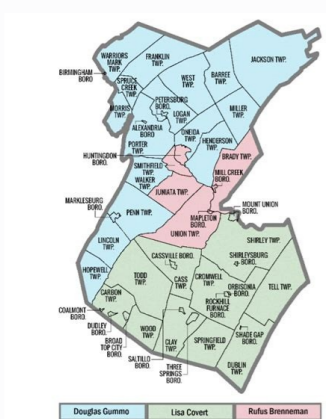 WARRIORS
MARK
TWP.
FRANKLIN
TWP.
JACKSON TWP.
BIRMINGHAM
BORO
SPRUCE
CREEK
TWP.
WEST
TWP.
BARREE
TWP.
MORRIS
TWP.
PETERSBURG
BORO.
LOGAN
TWP.
MILLER
TWP.
ALEXANDRIA
BORO
ONEIDA
TWP.
HENDERSON
TWP.
PORTER
TWP.
HUNTINGDON
BORO.
BRADY TWP.
SMITHFIELD
TWP.
WALKER
TWP.
MILL CREEK
BORO.
JUNIATA TWP.
MARKLESBURG
BORO.
PENN TWP.
MAPLETON
BORO.
MOUNT UNION
BORO.
UNION TWP.
LINCOLN
TWP.
SHIRLEY TWP.
CASSVILLE BORO.
SHIRLEYSBURG
BORO.
HOPEWELL
TWP.
TODD
TWP.
CASS
TWP.
CROMWELL
TWP.
ORBISONIA
BORO.
TELL TWP.
CARBON
TWP.
ROCKHILL
FURNACE
BORO.
COALMONT
BORO.
DUDLEY
BORO.
BROAD
TOP CITY
BORO.
WOOD
TWP.
CLAY
TWP.
SPRINGFIELD
TWP.
SHADE GAP
BORO.
SALTILLO
BORO.
THREE
SPRINGS
BORO.
DUBLIN
TWP.
Douglas Gummo
Lisa Covert
Rufus Brenneman